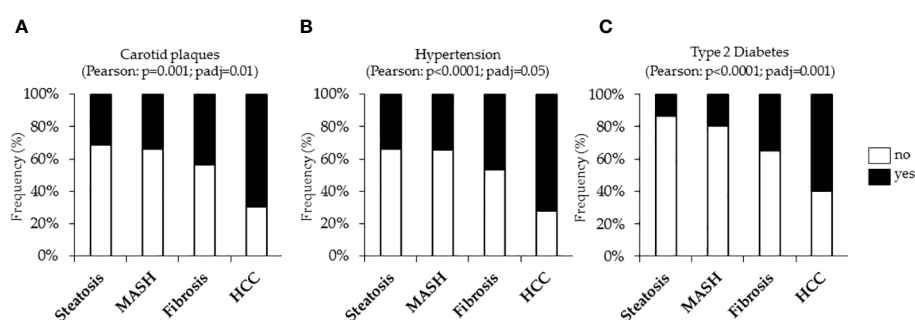 A
Carotid plaques
(Pearson: p=0.001; padj=0.01)
Frequency (%)
100%
80%
60%
40%
20%
0%
Steatosis
MASH
Fibrosis
HCC
B
Hypertension
(Pearson: p<0.0001; padj=0.05)
Frequency (%)
100%
80%
60%
40%
20%
0%
Steatosis
MASH
Fibrosis
HCC
C
Type 2 Diabetes
(Pearson: p<0.0001; padj=0.001)
Frequency (%)
100%
80%
60%
40%
20%
0%
Steatosis
MASH
Fibrosis
HCC
no
yes